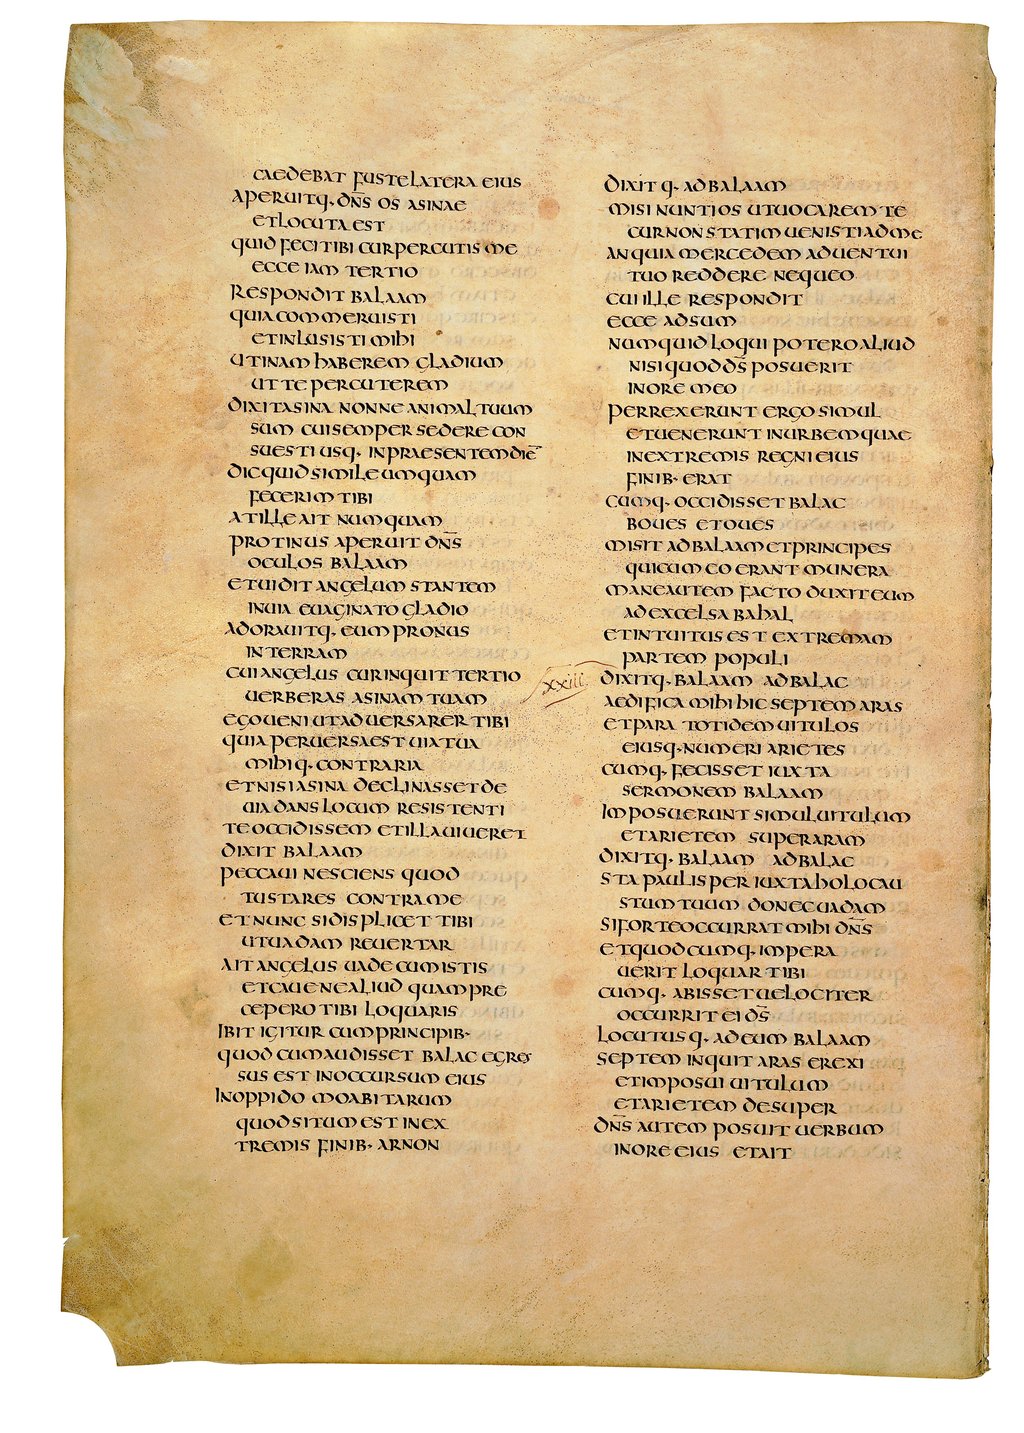 CAEDEBAT FUSTE LATERA EIUS
APERUITQ· DN̅S OS ASINAE
ET LOCUTA EST
QUID FECI TIBI CUR PERCUTIS ME
ECCE IAM TERTIO
RESPONDIT BALAAM
QUIA COMMERUISTI
ET INLUSISTI MIHI
UTINAM HABEREM GLADIUM
UT TE PERCUTEREM
DIXIT ASINA NONNE ANIMAL TUUM
SUM CUI SEMPER SEDERE CON
SUESTI USQ· IN PRAESENTEM DIE̅
DIC QUID SIMILE UMQUAM
FECERIM TIBI
AT ILLE AIT NUMQUAM
PROTINUS APERUIT DN̅S
OCULOS BALAAM
ET UIDIT ANGELUM STANTEM
IN UIA EUAGINATO GLADIO
ADORAUITQ· EUM PRONUS
IN TERRAM
CUI ANGELUS CUR INQUIT TERTIO
UERBERAS ASINAM TUAM
EGO UENI UT ADUERSARER TIBI
QUIA PERUERSA EST UIA TUA
MIHIQ· CONTRARIA
ET NISI ASINA DECLINASSET DE
UIA DANS LOCUM RESISTENTI
TE OCCIDISSEM ET ILLA UIUERET
DIXIT BALAAM
PECCAUI NESCIENS QUOD
TU STARES CONTRA ME
ET NUNC SI DISPLICET TIBI
UT UADAM REUERTAR
AIT ANGELUS UADE CUM ISTIS
ET CAUE NE ALIUD QUAM PRE
CEPERO TIBI LOQUARIS
IBIT IGITUR CUM PRINCIPIB·
QUOD CUM AUDISSET BALAC EGRES
SUS EST IN OCCURSUM EIUS
IN OPPIDO MOABITARUM
QUOD SITUM EST IN EX
TREMIS FINIB· ARNON
DIXITQ· AD BALAAM
MISI NUNTIOS UT UOCAREM TE
CUR NON STATIM UENISTI AD ME
AN QUIA MERCEDEM ADUENTUI
TUO REDDERE NEQUEO
CUI ILLE RESPONDIT
ECCE ADSUM
NUMQUID LOQUI POTERO ALIUD
NISI QUOD D̅S POSUERIT
IN ORE MEO
PERREXERUNT ERGO SIMUL
ET UENERUNT IN URBEM QUAE
IN EXTREMIS REGNI EIUS
FINIB· ERAT
CUMQ· OCCIDISSET BALAC
BOUES ET OUES
MISIT AD BALAAM ET PRINCIPES
QUI CUM EO ERANT MUNERA
MANE AUTEM FACTO DUXIT EUM
AD EXCELSA BAHAL
ET INTUITUS EST EXTREMAM
PARTEM POPULI
xxiii
DIXITQ· BALAAM AD BALAC
AEDIFICA MIHI HIC SEPTEM ARAS
ET PARA TOTIDEM UITULOS
EIUSQ· NUMERI ARIETES
CUMQ· FECISSET IUXTA
SERMONEM BALAAM
IMPOSUERUNT SIMUL UITULUM
ET ARIETEM SUPER ARAM
DIXITQ· BALAAM AD BALAC
STA PAULISPER IUXTA HOLOCAU
STUM TUUM DONEC UADAM
SI FORTE OCCURRAT MIHI DN̅S
ET QUODCUMQ· IMPERA
UERIT LOQUAR TIBI
CUMQ· ABISSET UELOCITER
OCCURRIT EI D̅S
LOCUTUSQ· AD EUM BALAAM
SEPTEM INQUIT ARAS EREXI
ET IMPOSUI UITULUM
ET ARIETEM DESUPER
DN̅S AUTEM POSUIT UERBUM
IN ORE EIUS ET AIT